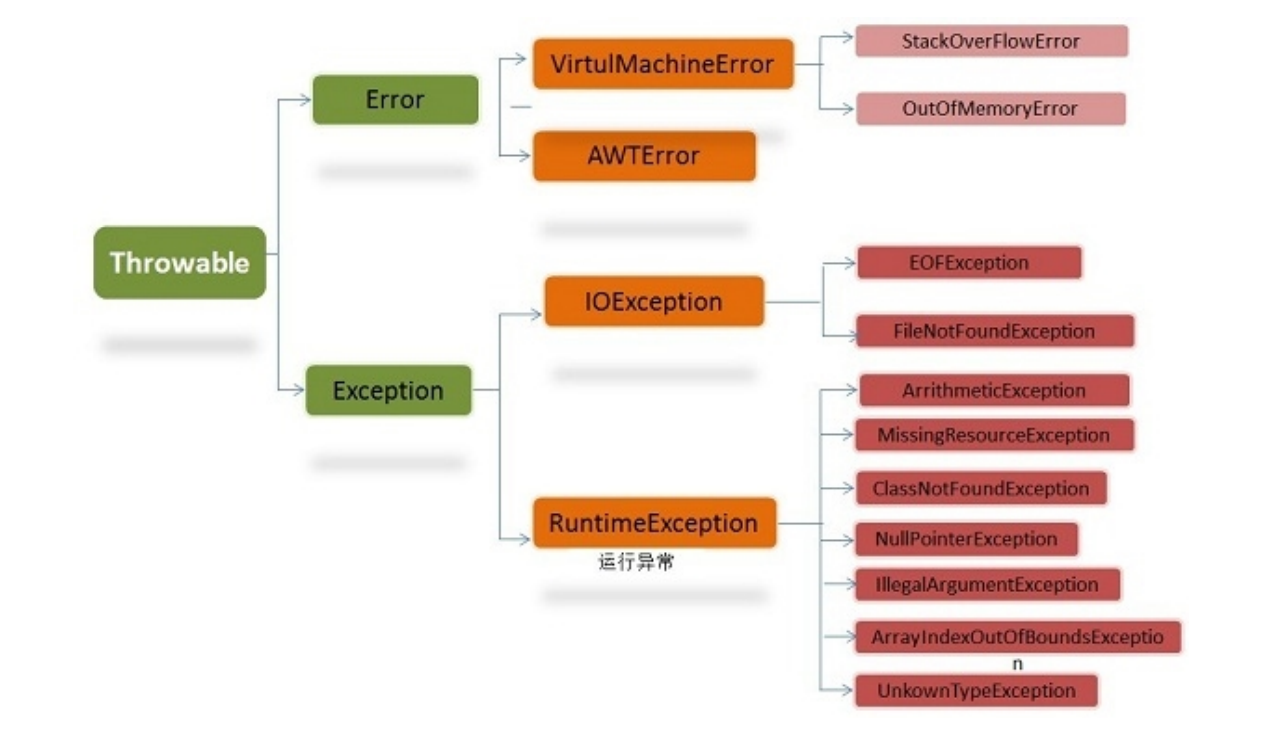 Throwable
Error
VirtulMachineError
StackOverFlowError
OutOfMemoryError
AWTError
Exception
IOException
EOFException
FileNotFoundException
RuntimeException
运行异常
ArrithmeticException
MissingResourceException
ClassNotFoundException
NullPointerException
IllegalArgumentException
ArrayIndexOutOfBoundsExceptio
n
UnkownTypeException